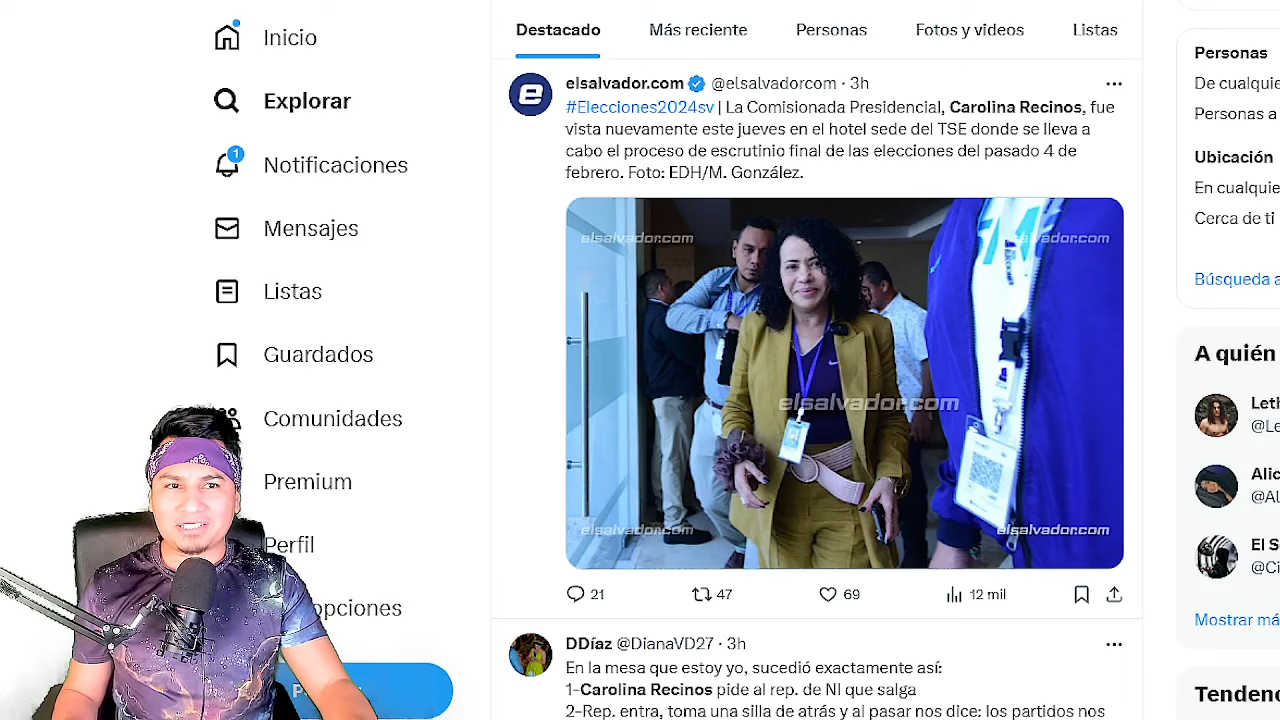 Inicio
Explorar
1
Notificaciones
Mensajes
Listas
Guardados
Comunidades
Premium
Perfil
opciones
Destacado
Más reciente
Personas
Fotos y videos
Listas
elsalvador.com @elsalvadorcom · 3h
#Elecciones2024sv | La Comisionada Presidencial, Carolina Recinos, fue
vista nuevamente este jueves en el hotel sede del TSE donde se lleva a
cabo el proceso de escrutinio final de las elecciones del pasado 4 de
febrero. Foto: EDH/M. González.
elsalvador.com
elsalvador.com
elsalvador.com
elsalvador.com
elsalvador.com
21
47
69
12 mil
DDíaz @DianaVD27 · 3h
En la mesa que estoy yo, sucedió exactamente así:
1-Carolina Recinos pide al rep. de NI que salga
2-Rep. entra, toma una silla de atrás y al pasar nos dice: los partidos nos
Personas
De cualquie
Personas a
Ubicación
En cualquie
Cerca de ti
Búsqueda a
A quién
Leth
@Le
Alic
@AL
El S
@Ci
Mostrar má
Tendenc